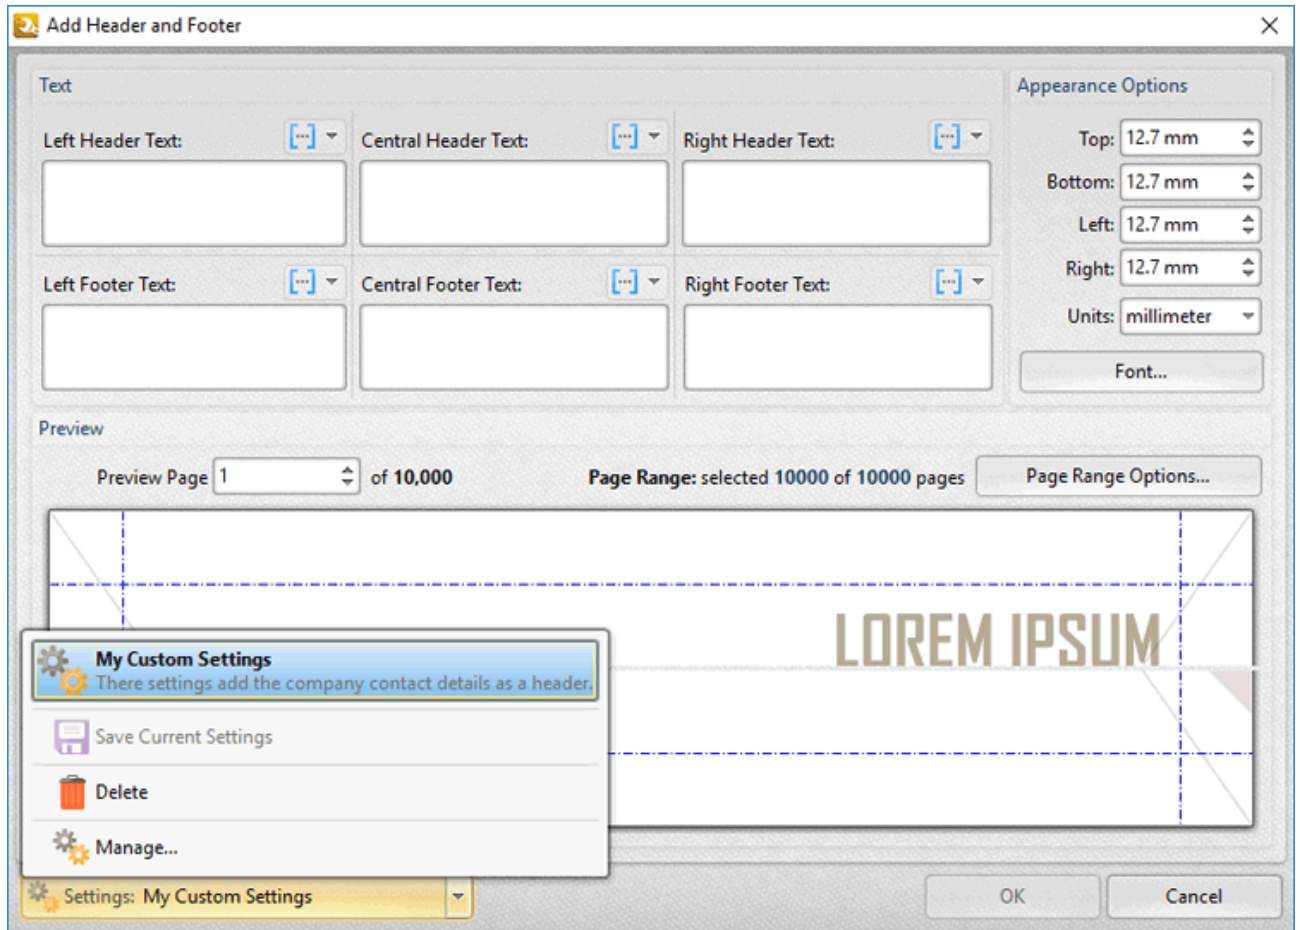 Add Header and Footer
Text
Appearance Options
Left Header Text:
Central Header Text:
Right Header Text:
Top: 12.7 mm
Bottom: 12.7 mm
Left: 12.7 mm
Left Footer Text:
Central Footer Text:
Right Footer Text:
Right: 12.7 mm
Units: millimeter
Font...
Preview
Preview Page 1 of 10,000
Page Range: selected 10000 of 10000 pages
Page Range Options...
LOREM IPSUM
My Custom Settings
There settings add the company contact details as a header.
Save Current Settings
Delete
Manage...
Settings: My Custom Settings
OK
Cancel